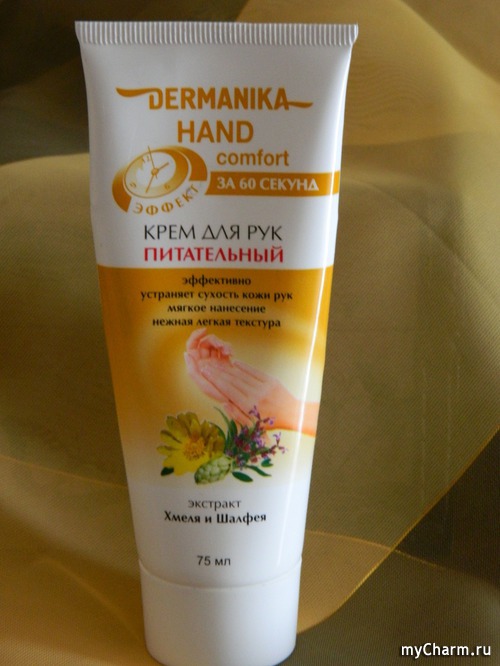 DERMANIKA
HAND
comfort
ЭФФЕКТ
ЗА 60 СЕКУНД
КРЕМ ДЛЯ РУК
ПИТАТЕЛЬНЫЙ
эффективно
устраняет сухость кожи рук
мягкое нанесение
нежная легкая текстура
экстракт
Хмеля и Шалфея
75 мл
myCharm.ru